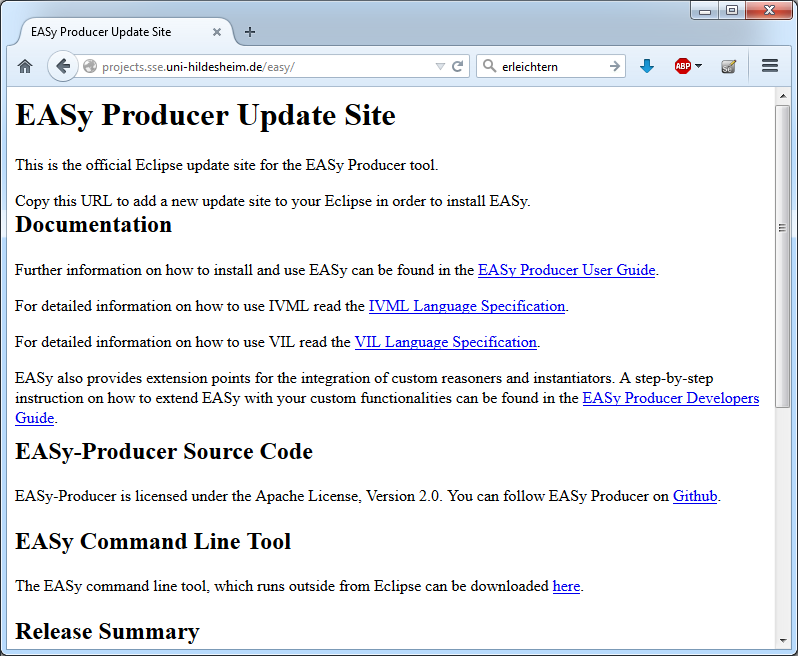 EASy Producer Update Site
projects.sse.uni-hildesheim.de/easy/
erleichtern
ABP
EASy Producer Update Site
This is the official Eclipse update site for the EASy Producer tool.
Copy this URL to add a new update site to your Eclipse in order to install EASy.
Documentation
Further information on how to install and use EASy can be found in the EASy Producer User Guide.
For detailed information on how to use IVML read the IVML Language Specification.
For detailed information on how to use VIL read the VIL Language Specification.
EASy also provides extension points for the integration of custom reasoners and instantiators. A step-by-step
instruction on how to extend EASy with your custom functionalities can be found in the EASy Producer Developers
Guide.
EASy-Producer Source Code
EASy-Producer is licensed under the Apache License, Version 2.0. You can follow EASy Producer on Github.
EASy Command Line Tool
The EASy command line tool, which runs outside from Eclipse can be downloaded here.
Release Summary